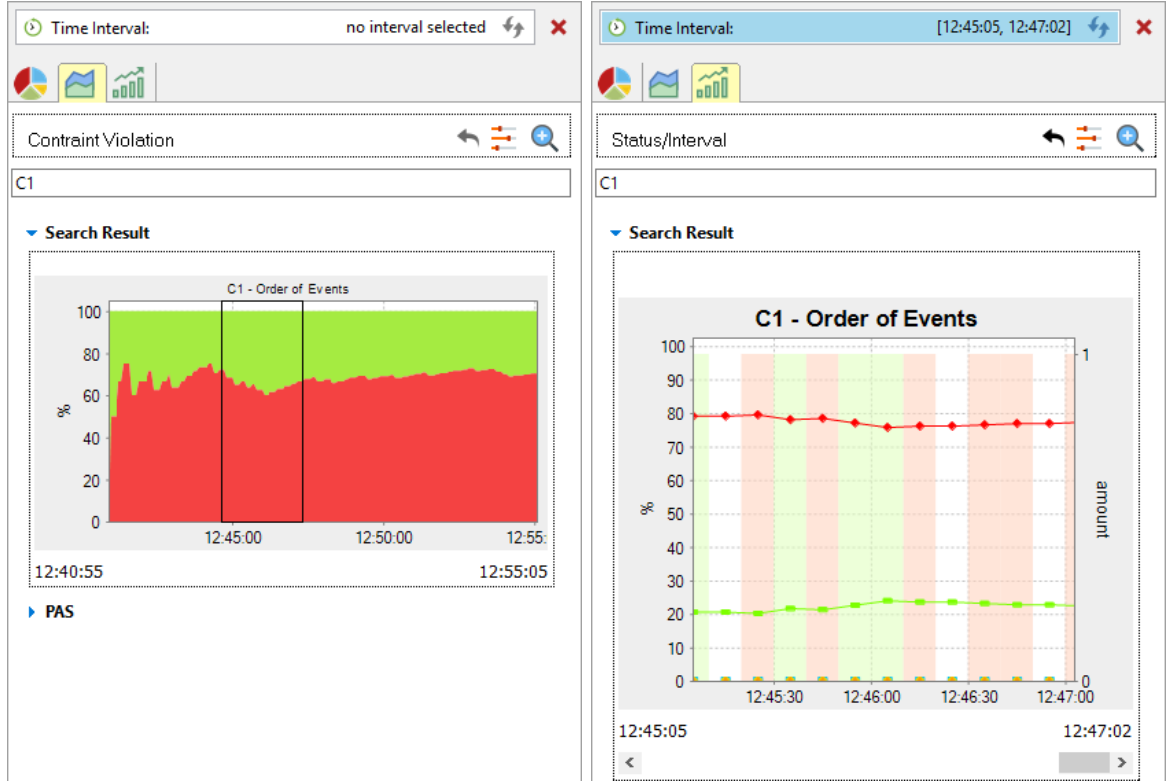 Time Interval: no interval selected
Contraint Violation
C1
Search Result
C1 - Order of Events
100
80
60
40
20
0
%
12:45:00 12:50:00 12:55:
12:40:55 12:55:05
PAS
Time Interval: [12:45:05, 12:47:02]
Status/Interval
C1
Search Result
C1 - Order of Events
100
90
80
70
60
50
40
30
20
10
0
%
1
0
amount
12:45:30 12:46:00 12:46:30 12:47:00
12:45:05 12:47:02